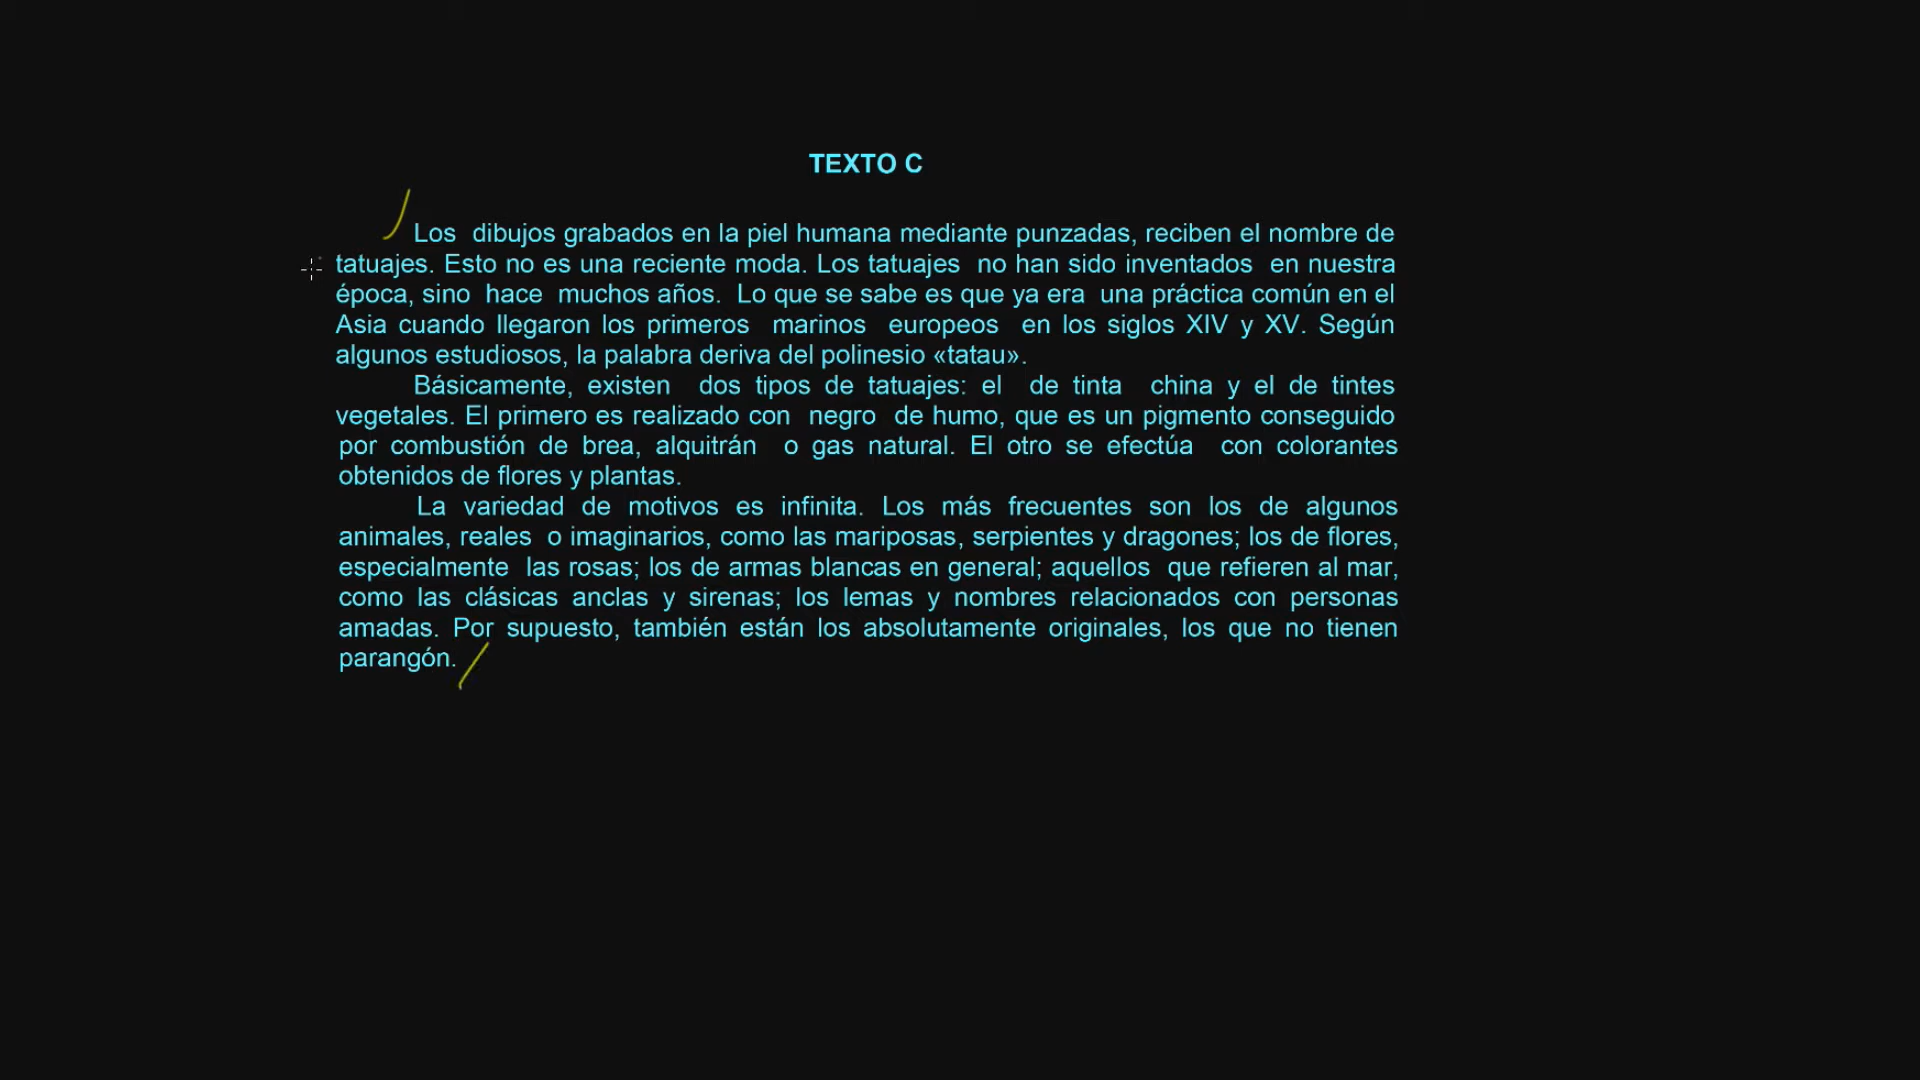 TEXTO C
Los dibujos grabados en la piel humana mediante punzadas, reciben el nombre de
tatuajes. Esto no es una reciente moda. Los tatuajes no han sido inventados en nuestra
época, sino hace muchos años. Lo que se sabe es que ya era una práctica común en el
Asia cuando llegaron los primeros marinos europeos en los siglos XIV y XV. Según
algunos estudiosos, la palabra deriva del polinesio «tatau».
Básicamente, existen dos tipos de tatuajes: el de tinta china y el de tintes
vegetales. El primero es realizado con negro de humo, que es un pigmento conseguido
por combustión de brea, alquitrán o gas natural. El otro se efectúa con colorantes
obtenidos de flores y plantas.
La variedad de motivos es infinita. Los más frecuentes son los de algunos
animales, reales o imaginarios, como las mariposas, serpientes y dragones; los de flores,
especialmente las rosas; los de armas blancas en general; aquellos que refieren al mar,
como las clásicas anclas y sirenas; los lemas y nombres relacionados con personas
amadas. Por supuesto, también están los absolutamente originales, los que no tienen
parangón.